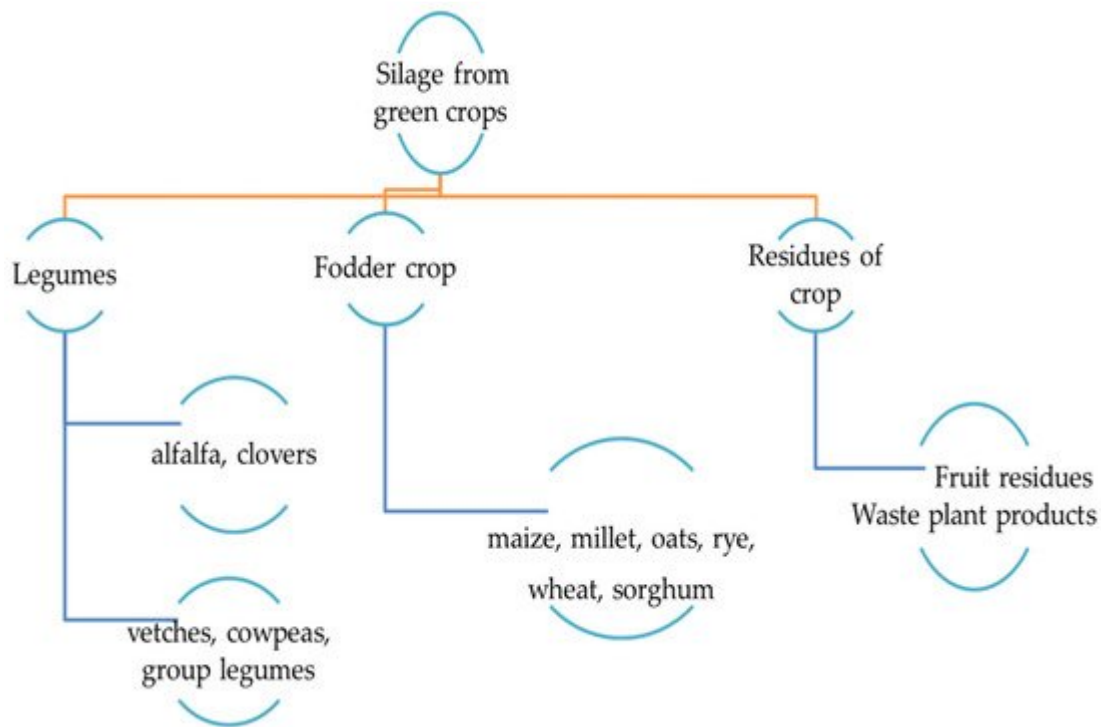 Silage from
green crops
Legumes
Fodder crop
Residues of
crop
alfalfa, clovers
vetches, cowpeas,
group legumes
maize, millet, oats, rye,
wheat, sorghum
Fruit residues
Waste plant products